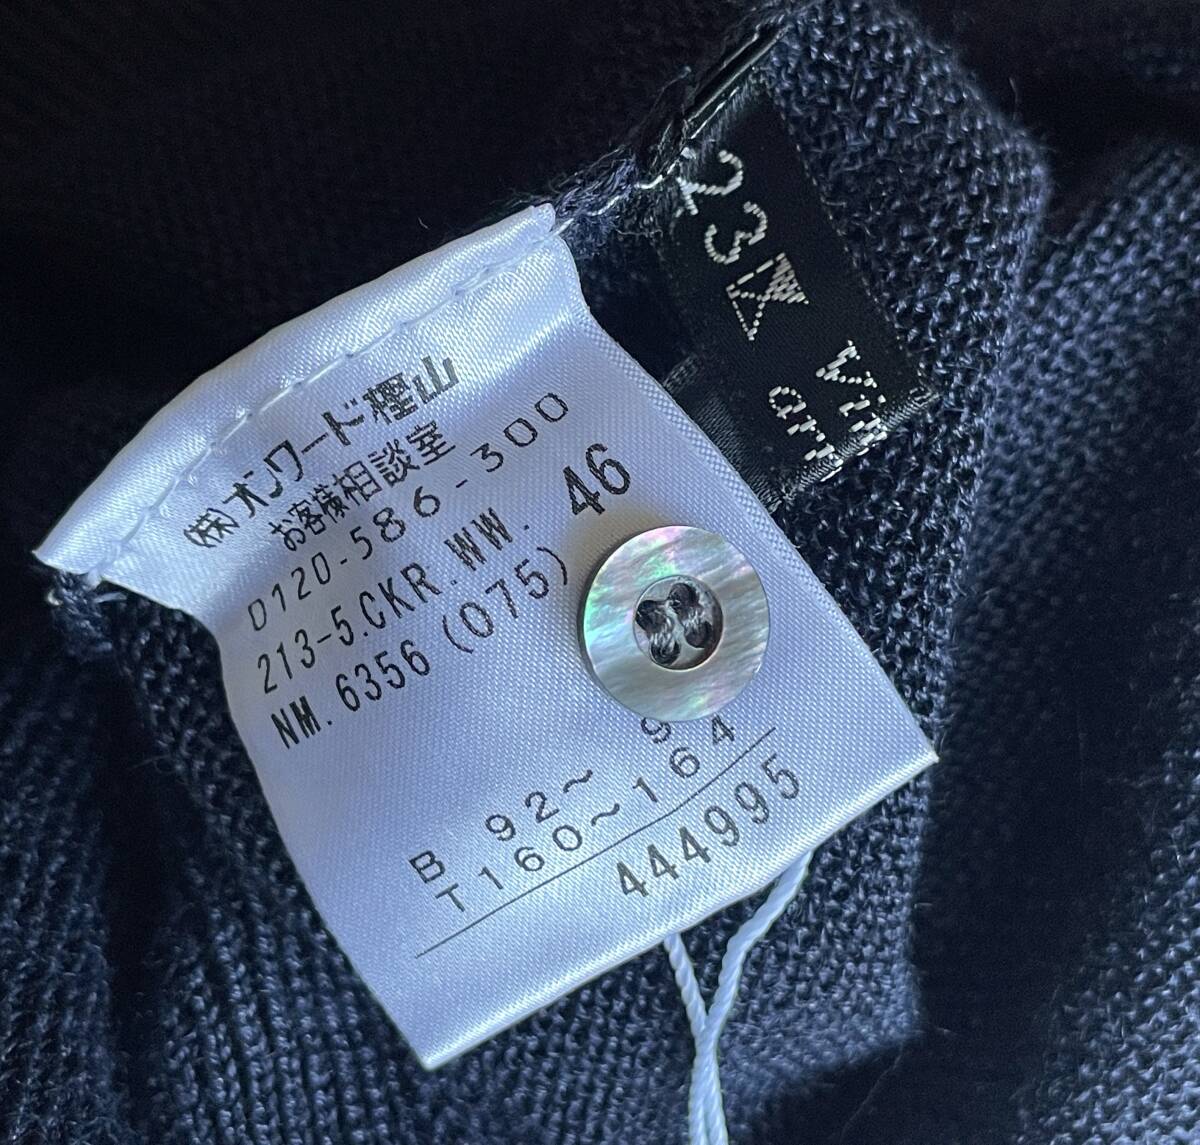 (株)オンワード樫山
お客様相談室
0120-586-300
213-5.CKR.WW. 46
NM. 6356 (075)
B 92~ 9
T160~164
444995
23区